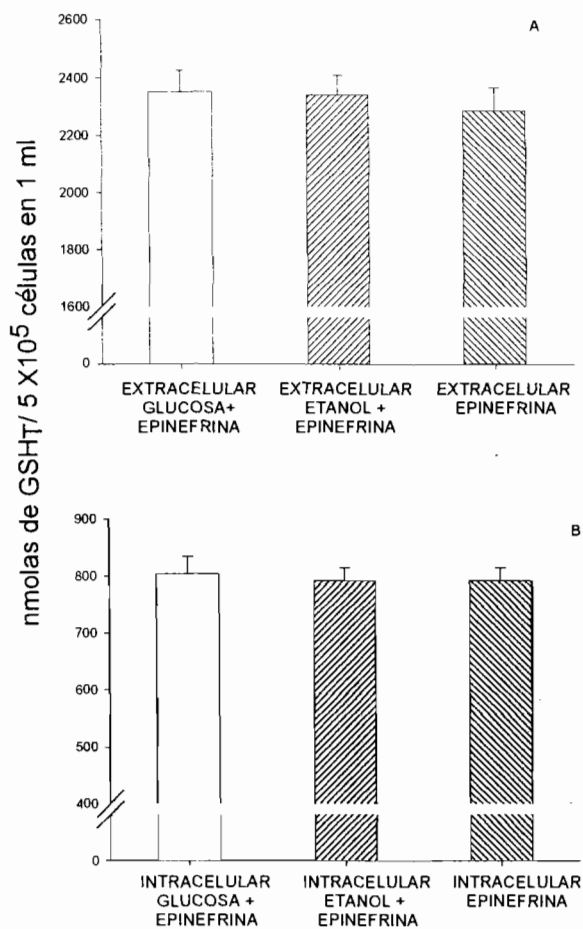 nmolas de GSHT/ 5 X10⁵ células en 1 ml
A
2600
2400
2200
2000
1800
1600
0
EXTRACELULAR GLUCOSA+ EPINEFRINA
EXTRACELULAR ETANOL + EPINEFRINA
EXTRACELULAR EPINEFRINA
B
900
800
700
600
500
400
0
INTRACELULAR GLUCOSA + EPINEFRINA
INTRACELULAR ETANOL + EPINEFRINA
INTRACELULAR EPINEFRINA